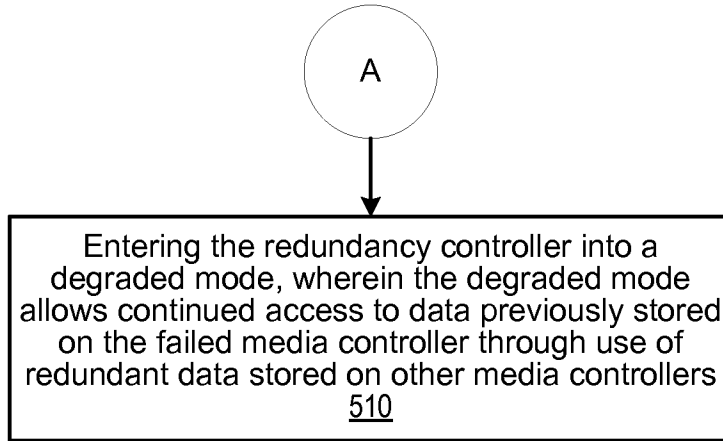 A
Entering the redundancy controller into a
degraded mode, wherein the degraded mode
allows continued access to data previously stored
on the failed media controller through use of
redundant data stored on other media controllers
510